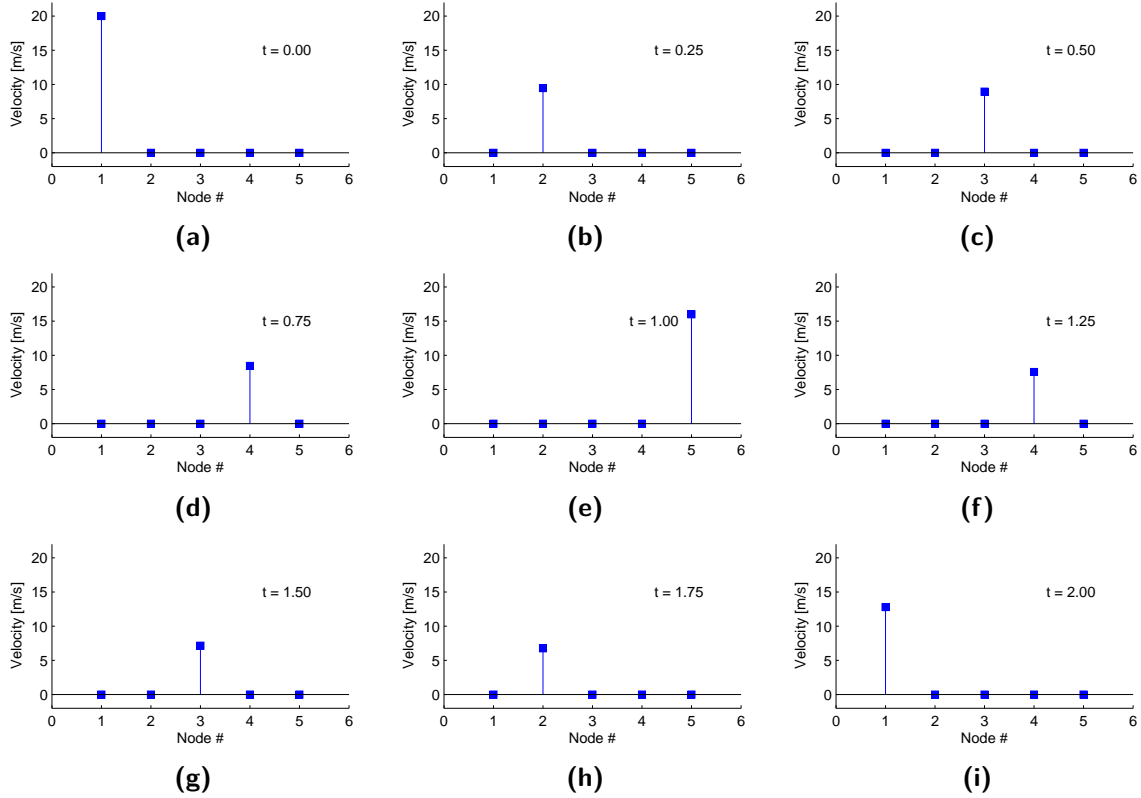 Velocity [m/s]
20
15
10
5
0
t = 0.00
0 1 2 3 4 5 6
Node #
(a)
Velocity [m/s]
20
15
10
5
0
t = 0.25
0 1 2 3 4 5 6
Node #
(b)
Velocity [m/s]
20
15
10
5
0
t = 0.50
0 1 2 3 4 5 6
Node #
(c)
Velocity [m/s]
20
15
10
5
0
t = 0.75
0 1 2 3 4 5 6
Node #
(d)
Velocity [m/s]
20
15
10
5
0
t = 1.00
0 1 2 3 4 5 6
Node #
(e)
Velocity [m/s]
20
15
10
5
0
t = 1.25
0 1 2 3 4 5 6
Node #
(f)
Velocity [m/s]
20
15
10
5
0
t = 1.50
0 1 2 3 4 5 6
Node #
(g)
Velocity [m/s]
20
15
10
5
0
t = 1.75
0 1 2 3 4 5 6
Node #
(h)
Velocity [m/s]
20
15
10
5
0
t = 2.00
0 1 2 3 4 5 6
Node #
(i)